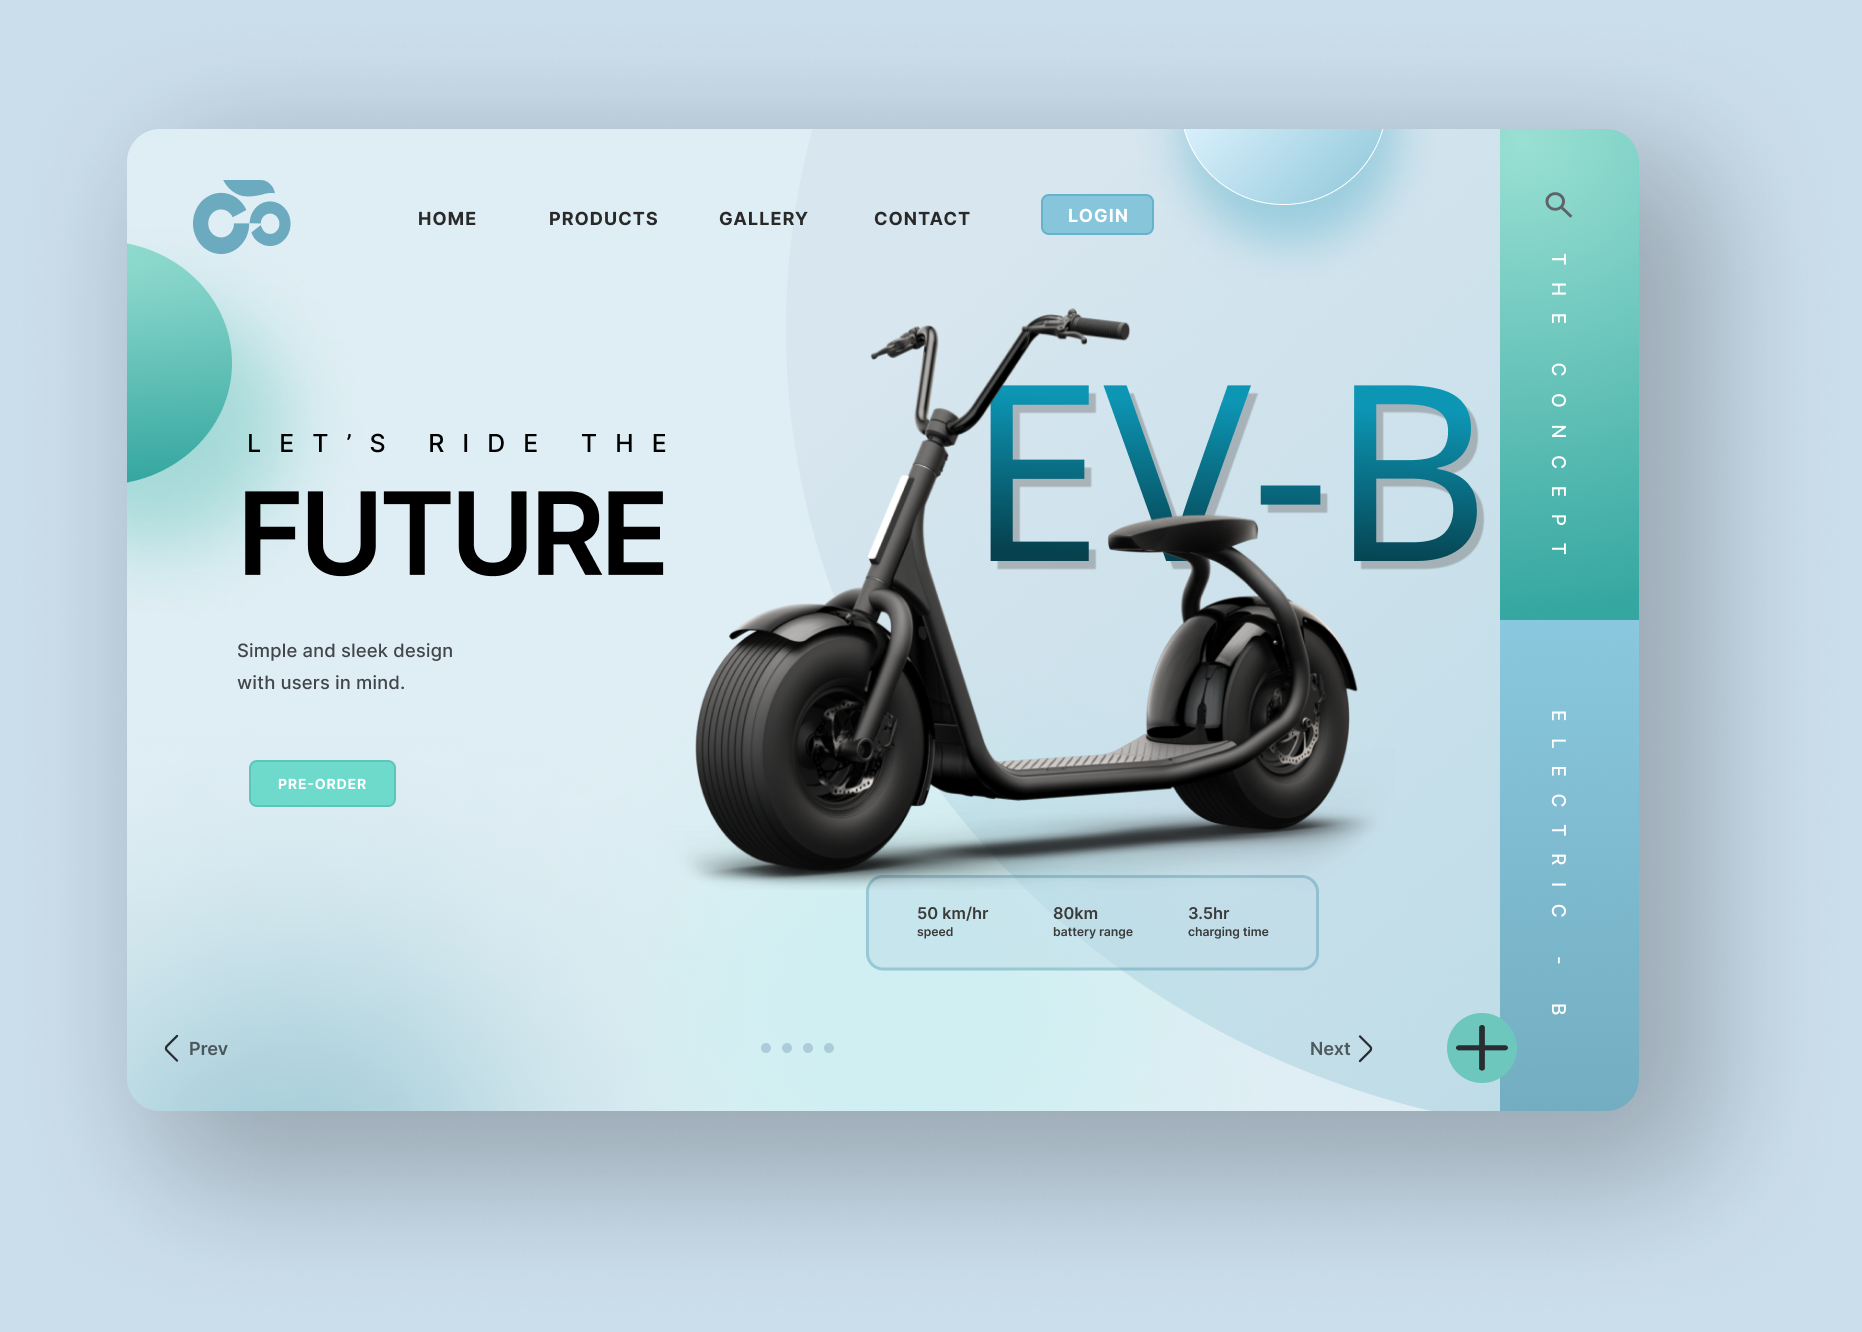 HOME PRODUCTS GALLERY CONTACT LOGIN
EV-B
LET’S RIDE THE
FUTURE
Simple and sleek design
with users in mind.
PRE-ORDER
50 km/hr 80km 3.5hr
speed battery range charging time
Prev
Next
THE CONCEPT
ELECTRIC - B